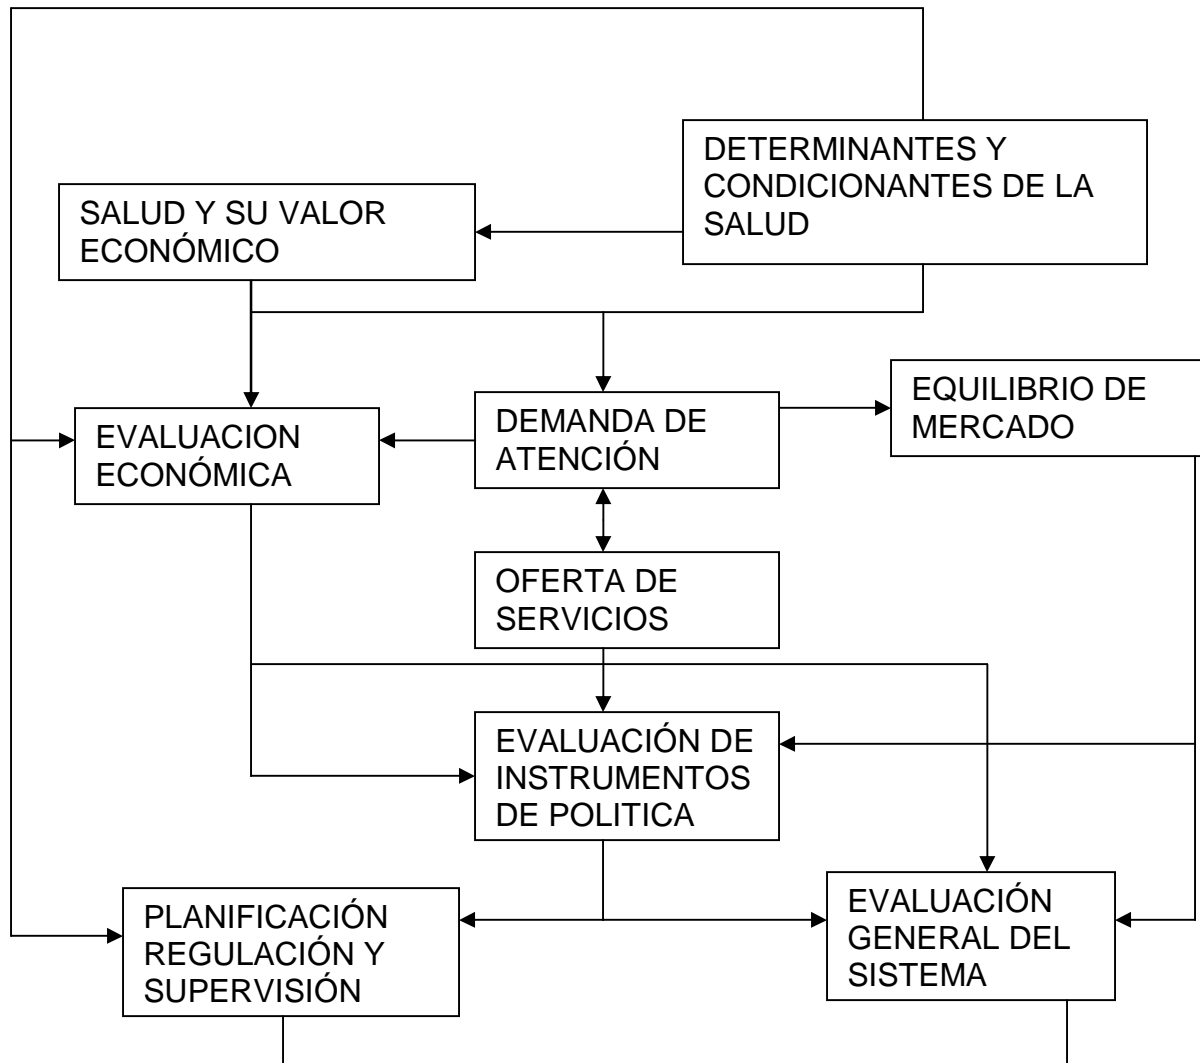 DETERMINANTES Y
CONDICIONANTES DE LA
SALUD
SALUD Y SU VALOR
ECONÓMICO
EQUILIBRIO DE
MERCADO
EVALUACION
ECONÓMICA
DEMANDA DE
ATENCIÓN
OFERTA DE
SERVICIOS
EVALUACIÓN DE
INSTRUMENTOS
DE POLITICA
PLANIFICACIÓN
REGULACIÓN Y
SUPERVISIÓN
EVALUACIÓN
GENERAL DEL
SISTEMA